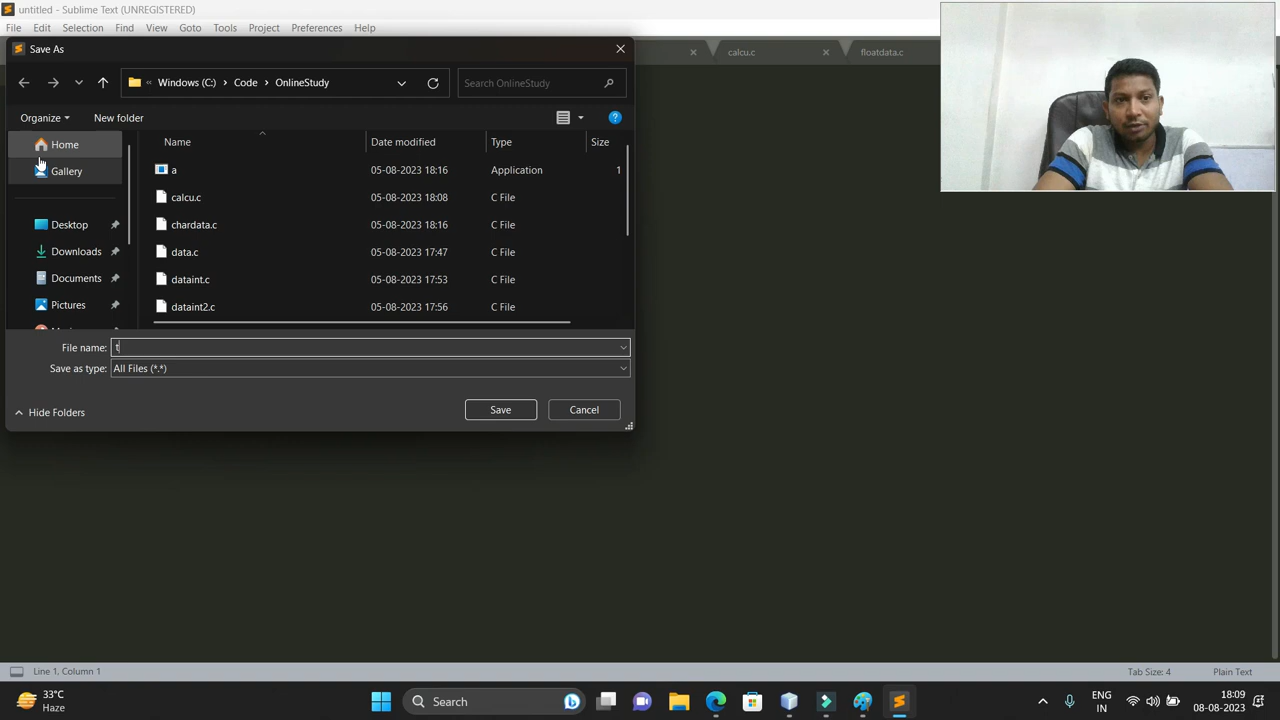 untitled - Sublime Text (UNREGISTERED)
File Edit Selection Find View Goto Tools Project Preferences Help
calcu.c floatdata.c
Save As
Windows (C:) Code OnlineStudy
Search OnlineStudy
Organize New folder
Home
Gallery
Desktop
Downloads
Documents
Pictures
Name Date modified Type Size
a 05-08-2023 18:16 Application 1
calcu.c 05-08-2023 18:08 C File
chardata.c 05-08-2023 18:16 C File
data.c 05-08-2023 17:47 C File
dataint.c 05-08-2023 17:53 C File
dataint2.c 05-08-2023 17:56 C File
File name: t
Save as type: All Files (*.*)
Hide Folders
Save Cancel
Line 1, Column 1 Tab Size: 4 Plain Text
33°C
Haze
Search
ENG
IN
18:09
08-08-2023